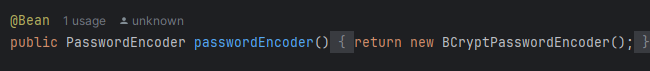 @Bean 1 usage unknown
public PasswordEncoder passwordEncoder() { return new BCryptPasswordEncoder(); }